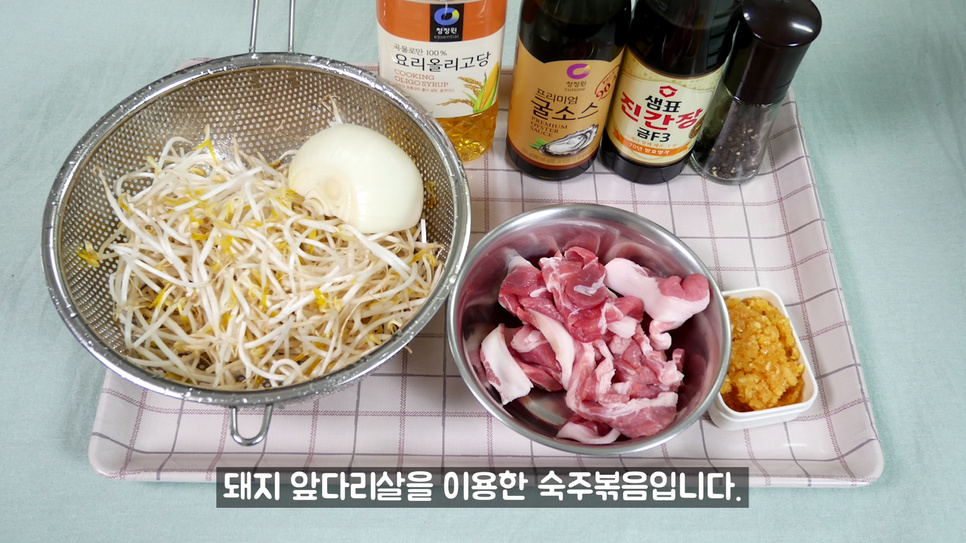 청정원
곡물로만 100%
요리올리고당
COOKING
OLIGO SYRUP
청정원
프리미엄
굴소스
PREMIUM
OYSTER
SAUCE
샘표
진간장
금F3
돼지 앞다리살을 이용한 숙주볶음입니다.